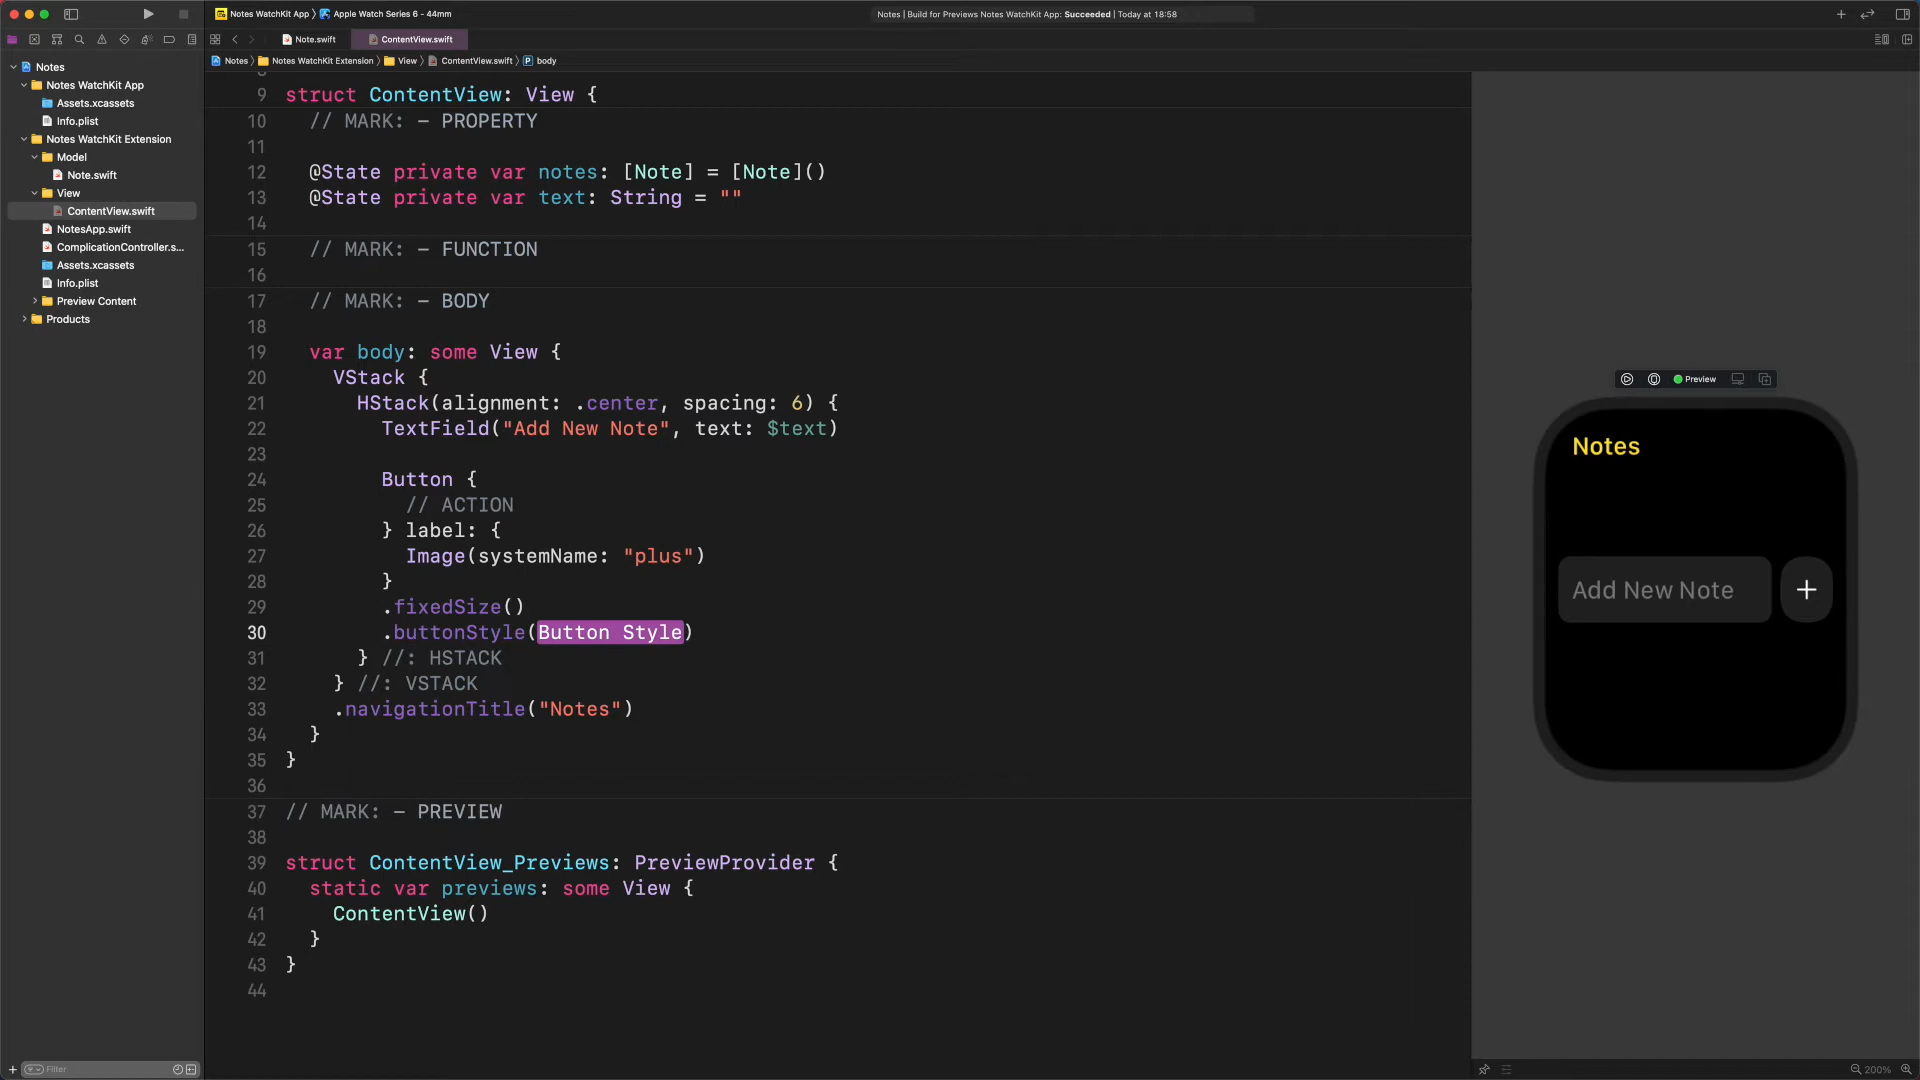 Notes WatchKit App
Apple Watch Series 6 - 44mm
Notes | Build for Previews Notes WatchKit App: Succeeded | Today at 18:58
Note.swift
ContentView.swift
Notes
Notes WatchKit Extension
View
ContentView.swift
body
Notes
Notes WatchKit App
Assets.xcassets
Info.plist
Notes WatchKit Extension
Model
Note.swift
View
ContentView.swift
NotesApp.swift
ComplicationController.s...
Assets.xcassets
Info.plist
Preview Content
Products
Filter
9 struct ContentView: View {
10 // MARK: - PROPERTY
11
12 @State private var notes: [Note] = [Note]()
13 @State private var text: String = ""
14
15 // MARK: - FUNCTION
16
17 // MARK: - BODY
18
19 var body: some View {
20 VStack {
21 HStack(alignment: .center, spacing: 6) {
22 TextField("Add New Note", text: $text)
23
24 Button {
25 // ACTION
26 } label: {
27 Image(systemName: "plus")
28 }
29 .fixedSize()
30 .buttonStyle(Button Style)
31 } //: HSTACK
32 } //: VSTACK
33 .navigationTitle("Notes")
34 }
35 }
36
37 // MARK: - PREVIEW
38
39 struct ContentView_Previews: PreviewProvider {
40 static var previews: some View {
41 ContentView()
42 }
43 }
44
Preview
Notes
Add New Note
200%